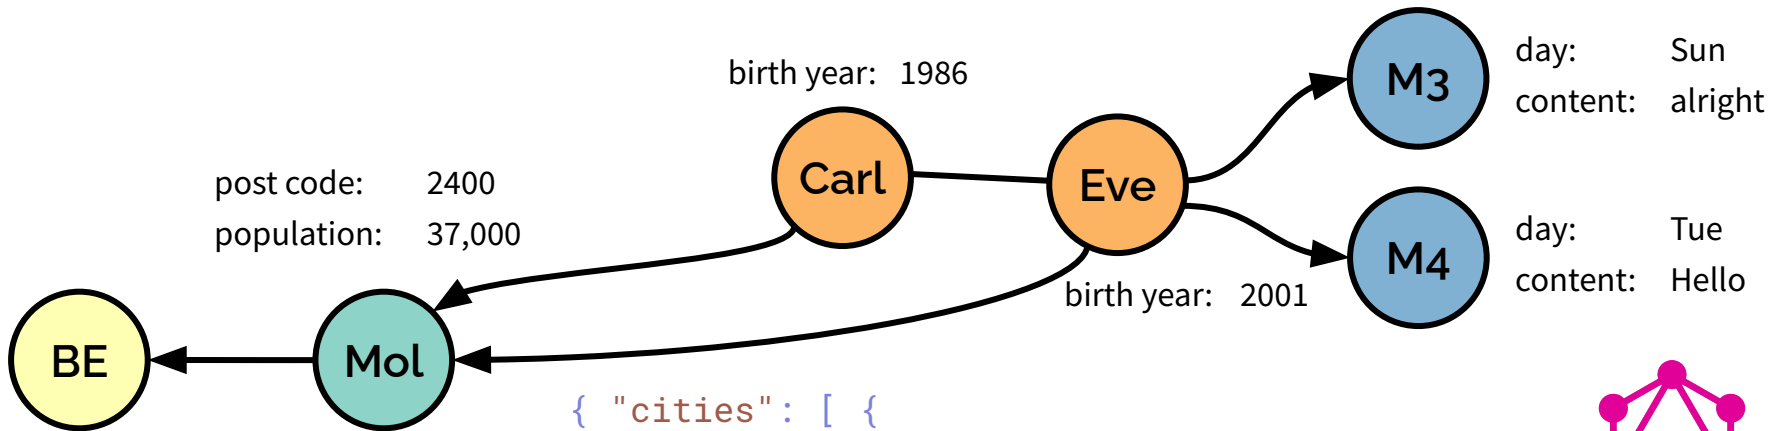 birth year: 1986
Carl
Eve
M3
day: Sun
content: alright
post code: 2400
population: 37,000
M4
day: Tue
content: Hello
birth year: 2001
BE
Mol
{ "cities": [ {